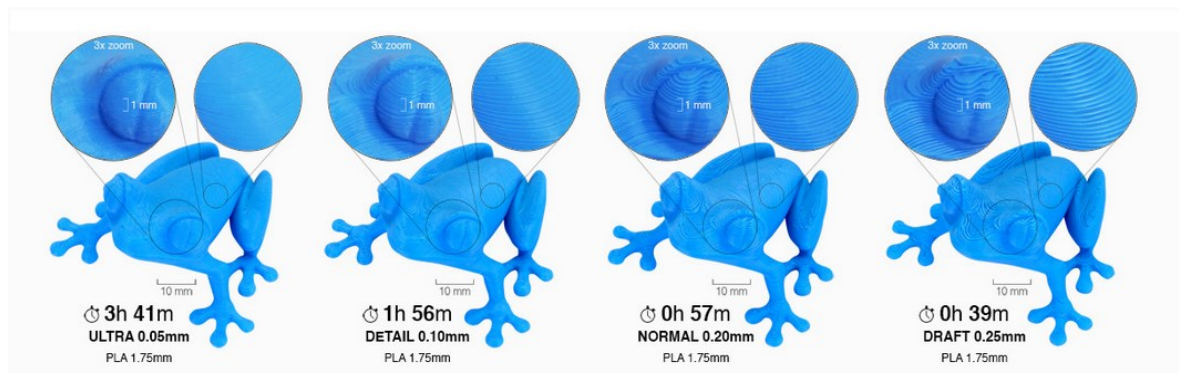 3x zoom
1 mm
10 mm
3h 41m
ULTRA 0.05mm
PLA 1.75mm
3x zoom
1 mm
10 mm
1h 56m
DETAIL 0.10mm
PLA 1.75mm
3x zoom
1 mm
10 mm
0h 57m
NORMAL 0.20mm
PLA 1.75mm
3x zoom
1 mm
10 mm
0h 39m
DRAFT 0.25mm
PLA 1.75mm